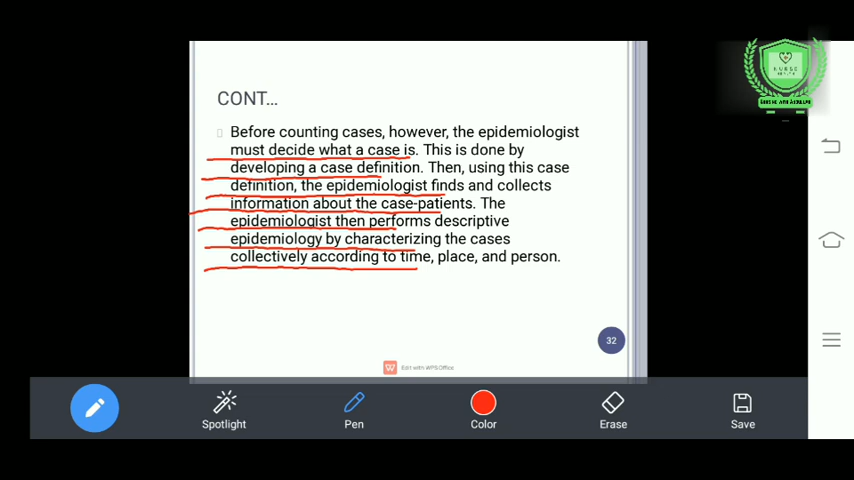 CONT...
Before counting cases, however, the epidemiologist
must decide what a case is. This is done by
developing a case definition. Then, using this case
definition, the epidemiologist finds and collects
information about the case-patients. The
epidemiologist then performs descriptive
epidemiology by characterizing the cases
collectively according to time, place, and person.
32
Edit with WPS Office
Spotlight
Pen
Color
Erase
Save
NURSE